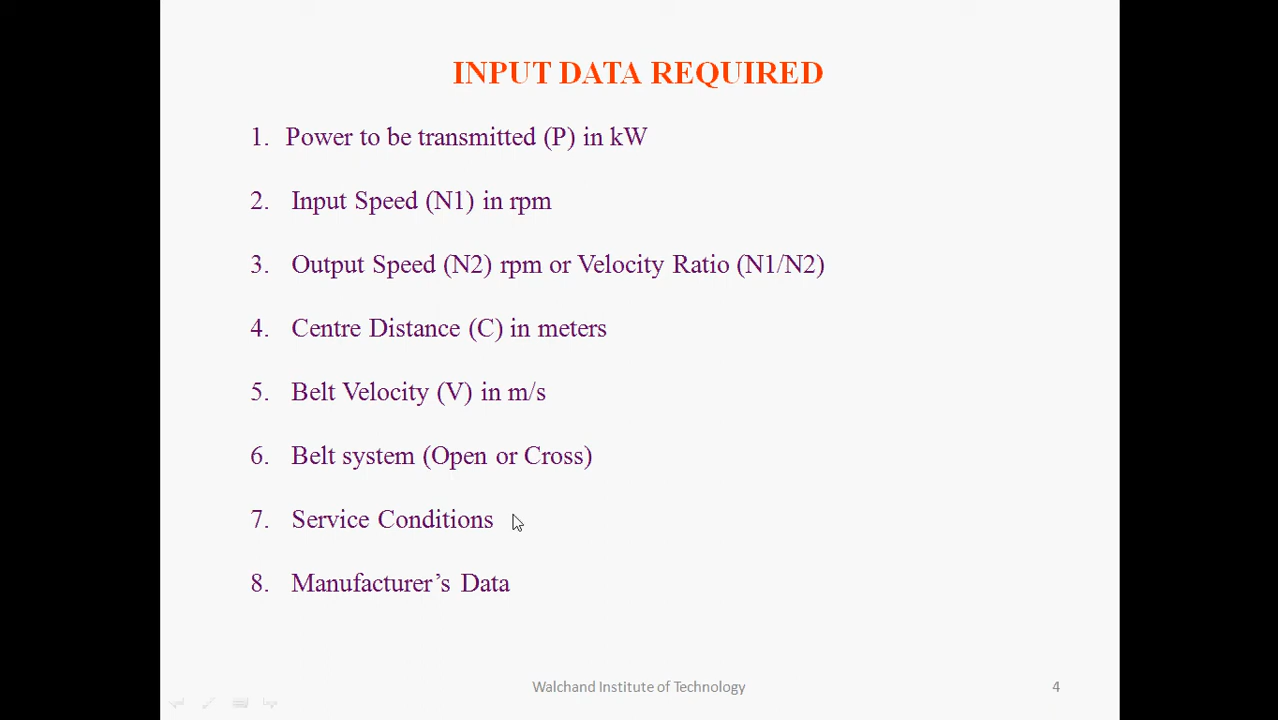 INPUT DATA REQUIRED
1. Power to be transmitted (P) in kW
2. Input Speed (N1) in rpm
3. Output Speed (N2) rpm or Velocity Ratio (N1/N2)
4. Centre Distance (C) in meters
5. Belt Velocity (V) in m/s
6. Belt system (Open or Cross)
7. Service Conditions
8. Manufacturer’s Data
Walchand Institute of Technology 4